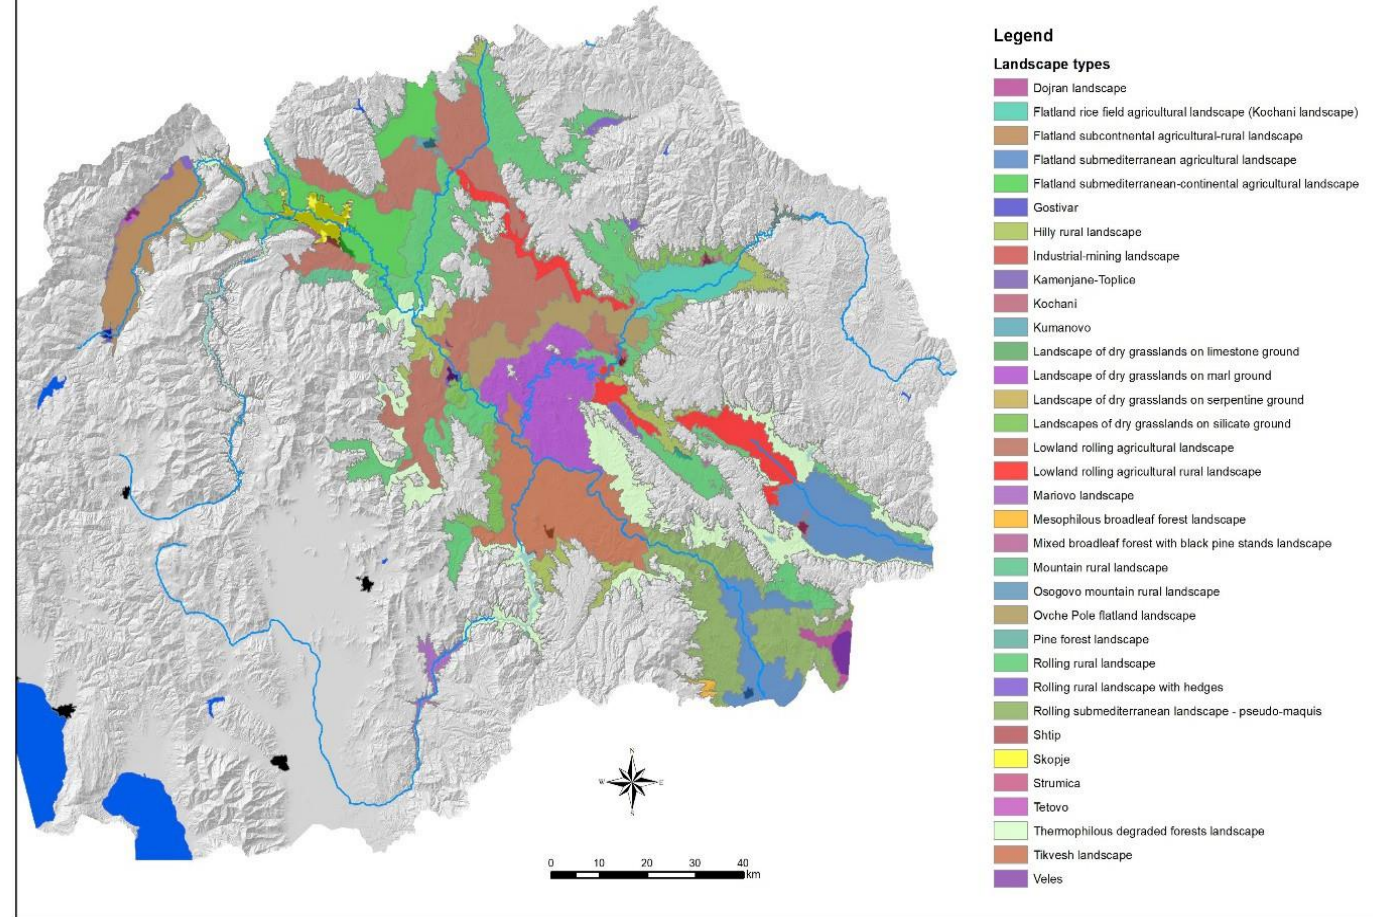 Legend
Landscape types
Dojran landscape
Flatland rice field agricultural landscape (Kochani landscape)
Flatland subcontnental agricultural-rural landscape
Flatland submediterranean agricultural landscape
Flatland submediterranean-continental agricultural landscape
Gostivar
Hilly rural landscape
Industrial-mining landscape
Kamenjane-Toplice
Kochani
Kumanovo
Landscape of dry grasslands on limestone ground
Landscape of dry grasslands on marl ground
Landscape of dry grasslands on serpentine ground
Landscapes of dry grasslands on silicate ground
Lowland rolling agricultural landscape
Lowland rolling agricultural rural landscape
Mariovo landscape
Mesophilous broadleaf forest landscape
Mixed broadleaf forest with black pine stands landscape
Mountain rural landscape
Osogovo mountain rural landscape
Ovche Pole flatland landscape
Pine forest landscape
Rolling rural landscape
Rolling rural landscape with hedges
Rolling submediterranean landscape - pseudo-maquis
Shtip
Skopje
Strumica
Tetovo
Thermophilous degraded forests landscape
Tikvesh landscape
Veles
N
W E
S
0 10 20 30 40
km